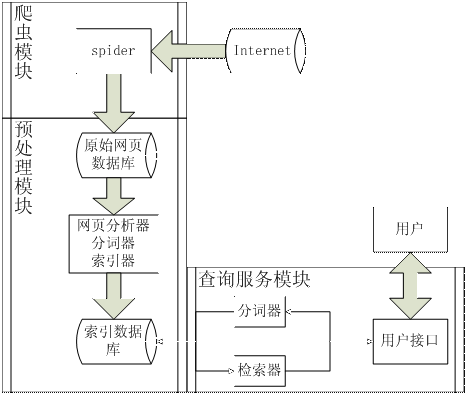 爬虫模块
spider
Internet
预处理模块
原始网页
数据库
网页分析器
分词器
索引器
索引数据
库
查询服务模块
分词器
检索器
用户
用户接口